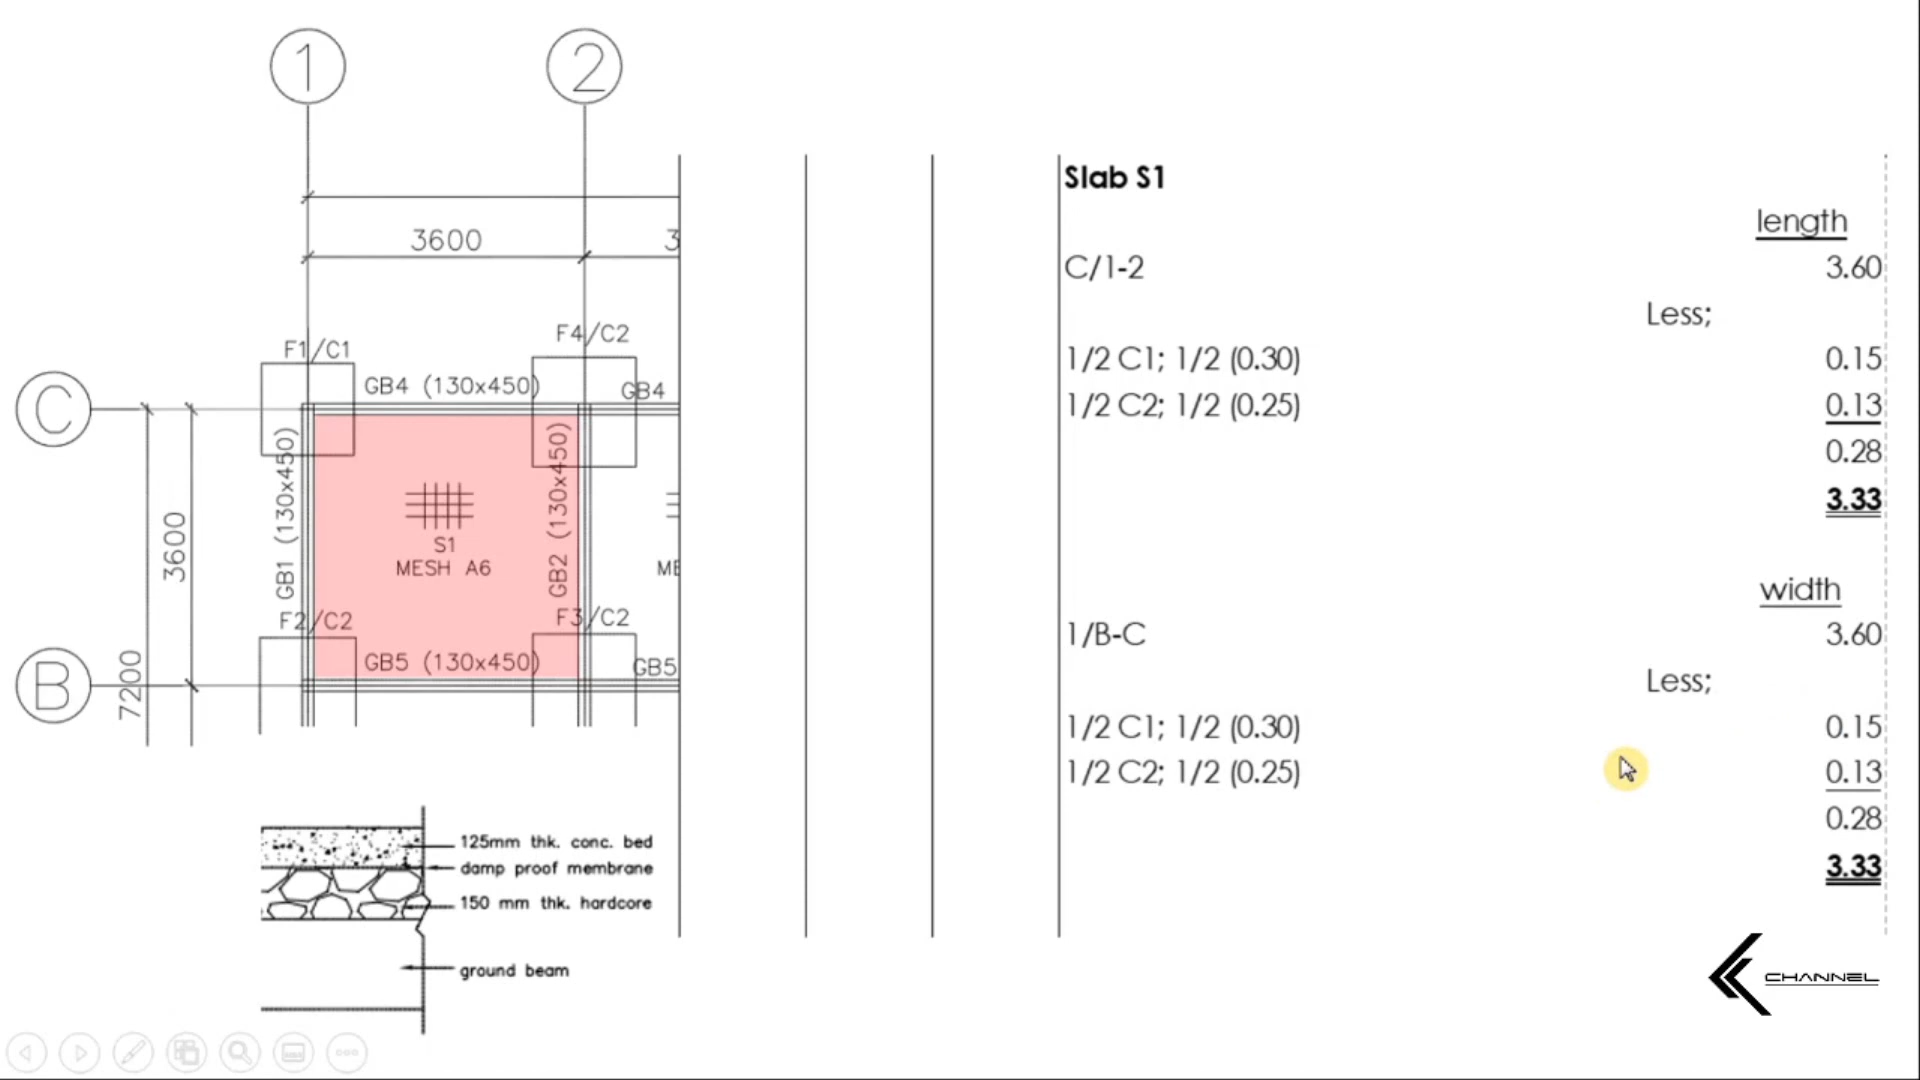 1
2
3600
3
F1/C1
F4/C2
GB4 (130x450)
GB4
C
GB1 (130x450)
GB2 (130x450)
3600
7200
S1
MESH A6
ME
F2/C2
F3/C2
GB5 (130x450)
GB5
B
125mm thk. conc. bed
damp proof membrane
150 mm thk. hardcore
ground beam
Slab S1
length
C/1-2 3.60
Less;
1/2 C1; 1/2 (0.30) 0.15
1/2 C2; 1/2 (0.25) 0.13
0.28
3.33
width
1/B-C 3.60
Less;
1/2 C1; 1/2 (0.30) 0.15
1/2 C2; 1/2 (0.25) 0.13
0.28
3.33
CHANNEL